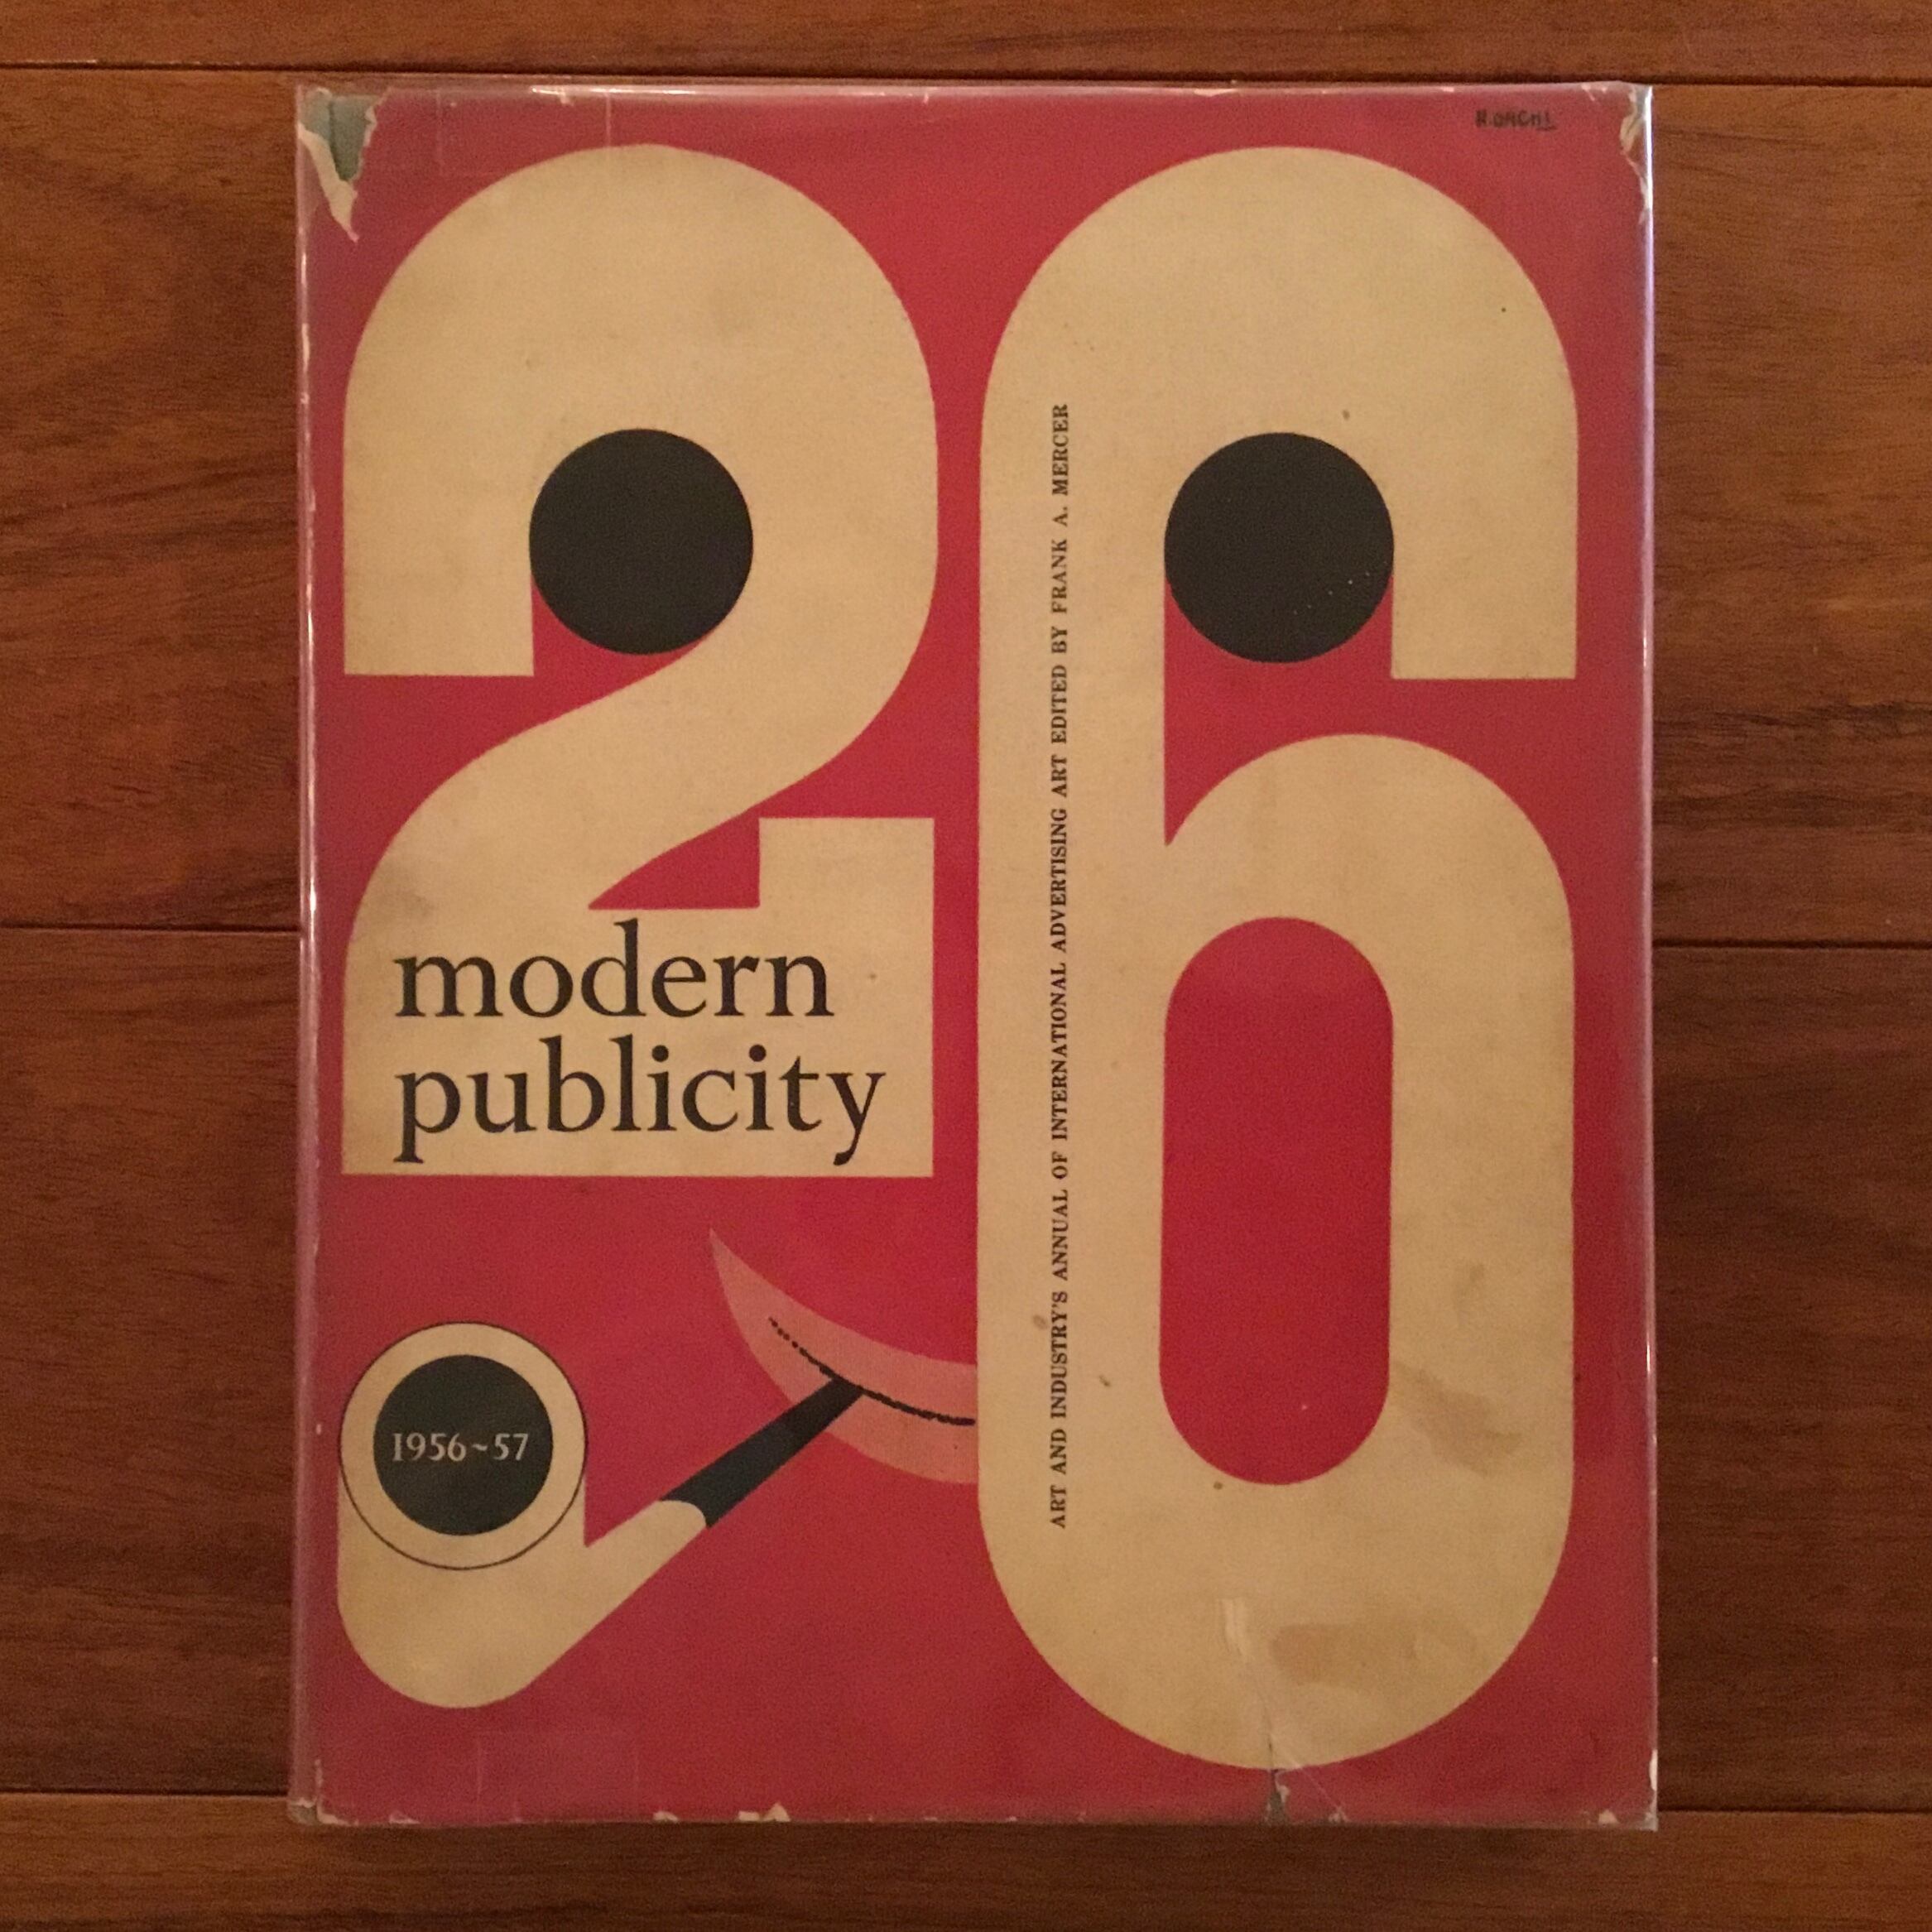 26
modern
publicity
ART AND INDUSTRY'S ANNUAL OF INTERNATIONAL ADVERTISING ART EDITED BY FRANK A. MERCER
1956~57